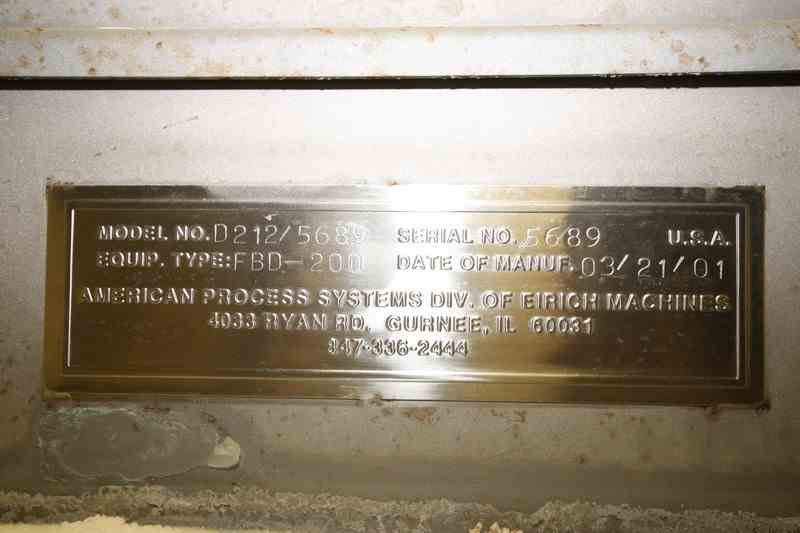 MODEL NO. D212/5689 SERIAL NO. 5689 U.S.A.
EQUIP. TYPE: FBD-200 DATE OF MANUF. 03/21/01
AMERICAN PROCESS SYSTEMS DIV. OF EIRICH MACHINES
4033 RYAN RD. GURNEE, IL 60031
847-336-2444